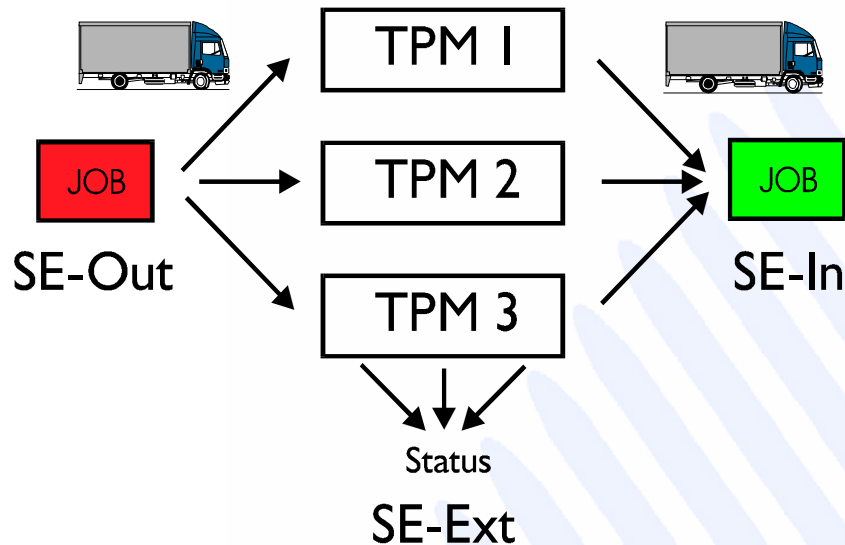 TPM 1
JOB
TPM 2
JOB
SE-Out
TPM 3
SE-In
Status
SE-Ext